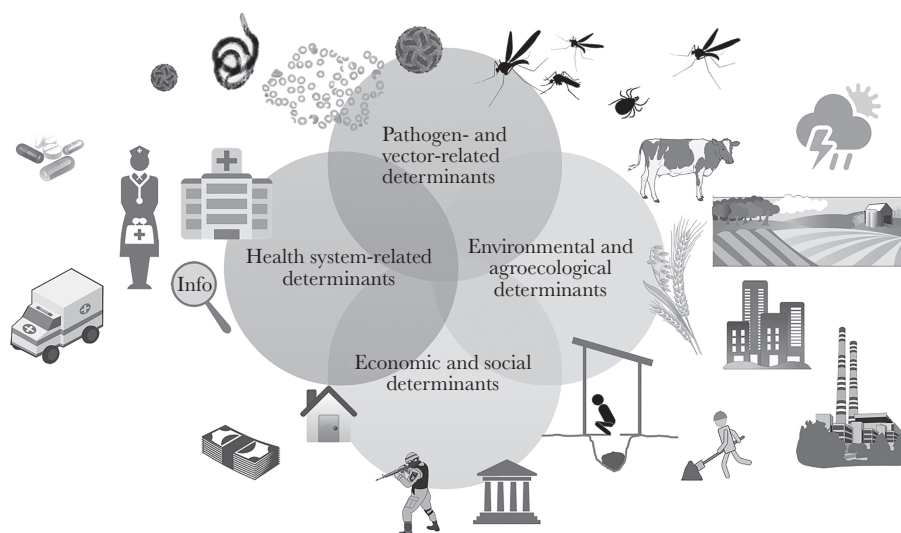 Pathogen- and
vector-related
determinants
Health system-related
determinants
Environmental and
agroecological
determinants
Info
Economic and social
determinants